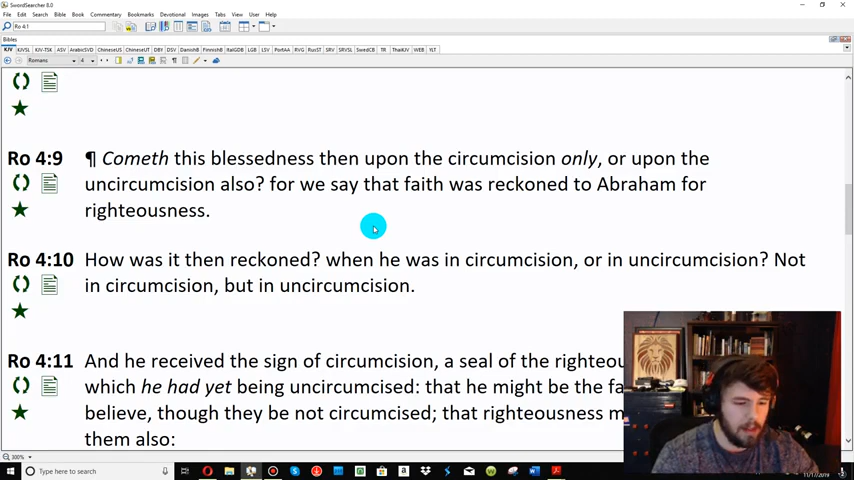 SwordSearcher 8.0
File Edit Search Bible Book Commentary Bookmarks Devotional Images Tabs View User Help
Ro 4:1
Bibles
KJV KJVSL KJV-TSK ASV ArabicSVD ChineseUS ChineseUT DBY DSV DanishB FinnishB ItalGDB LGB LSV PortAA RVG RusST SRV SRVSL SwedCB TR ThaiKJV WEB YLT
Romans 4
Ro 4:9 ¶ Cometh this blessedness then upon the circumcision only, or upon the
uncircumcision also? for we say that faith was reckoned to Abraham for
righteousness.
Ro 4:10 How was it then reckoned? when he was in circumcision, or in uncircumcision? Not
in circumcision, but in uncircumcision.
Ro 4:11 And he received the sign of circumcision, a seal of the righteou
which he had yet being uncircumcised: that he might be the fa
believe, though they be not circumcised; that righteousness m
them also:
300%
Type here to search
11/17/2019